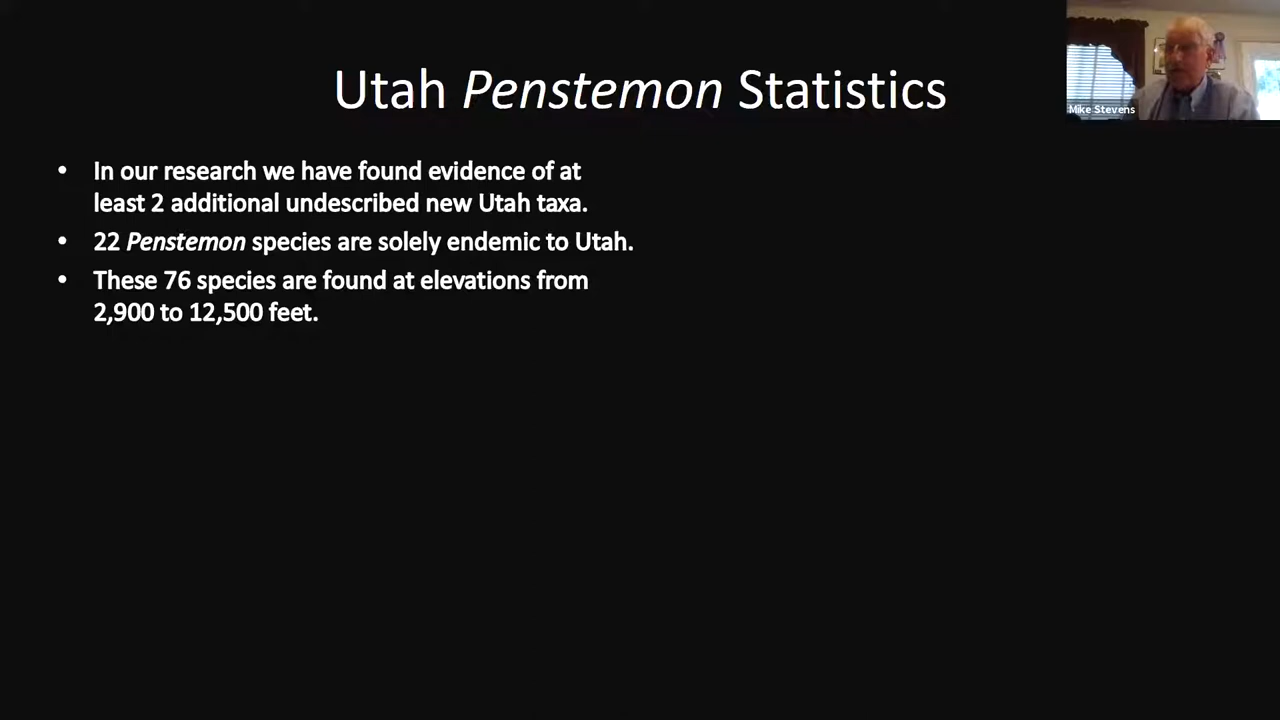 Utah Penstemon Statistics
Mike Stevens
• In our research we have found evidence of at
least 2 additional undescribed new Utah taxa.
• 22 Penstemon species are solely endemic to Utah.
• These 76 species are found at elevations from
2,900 to 12,500 feet.